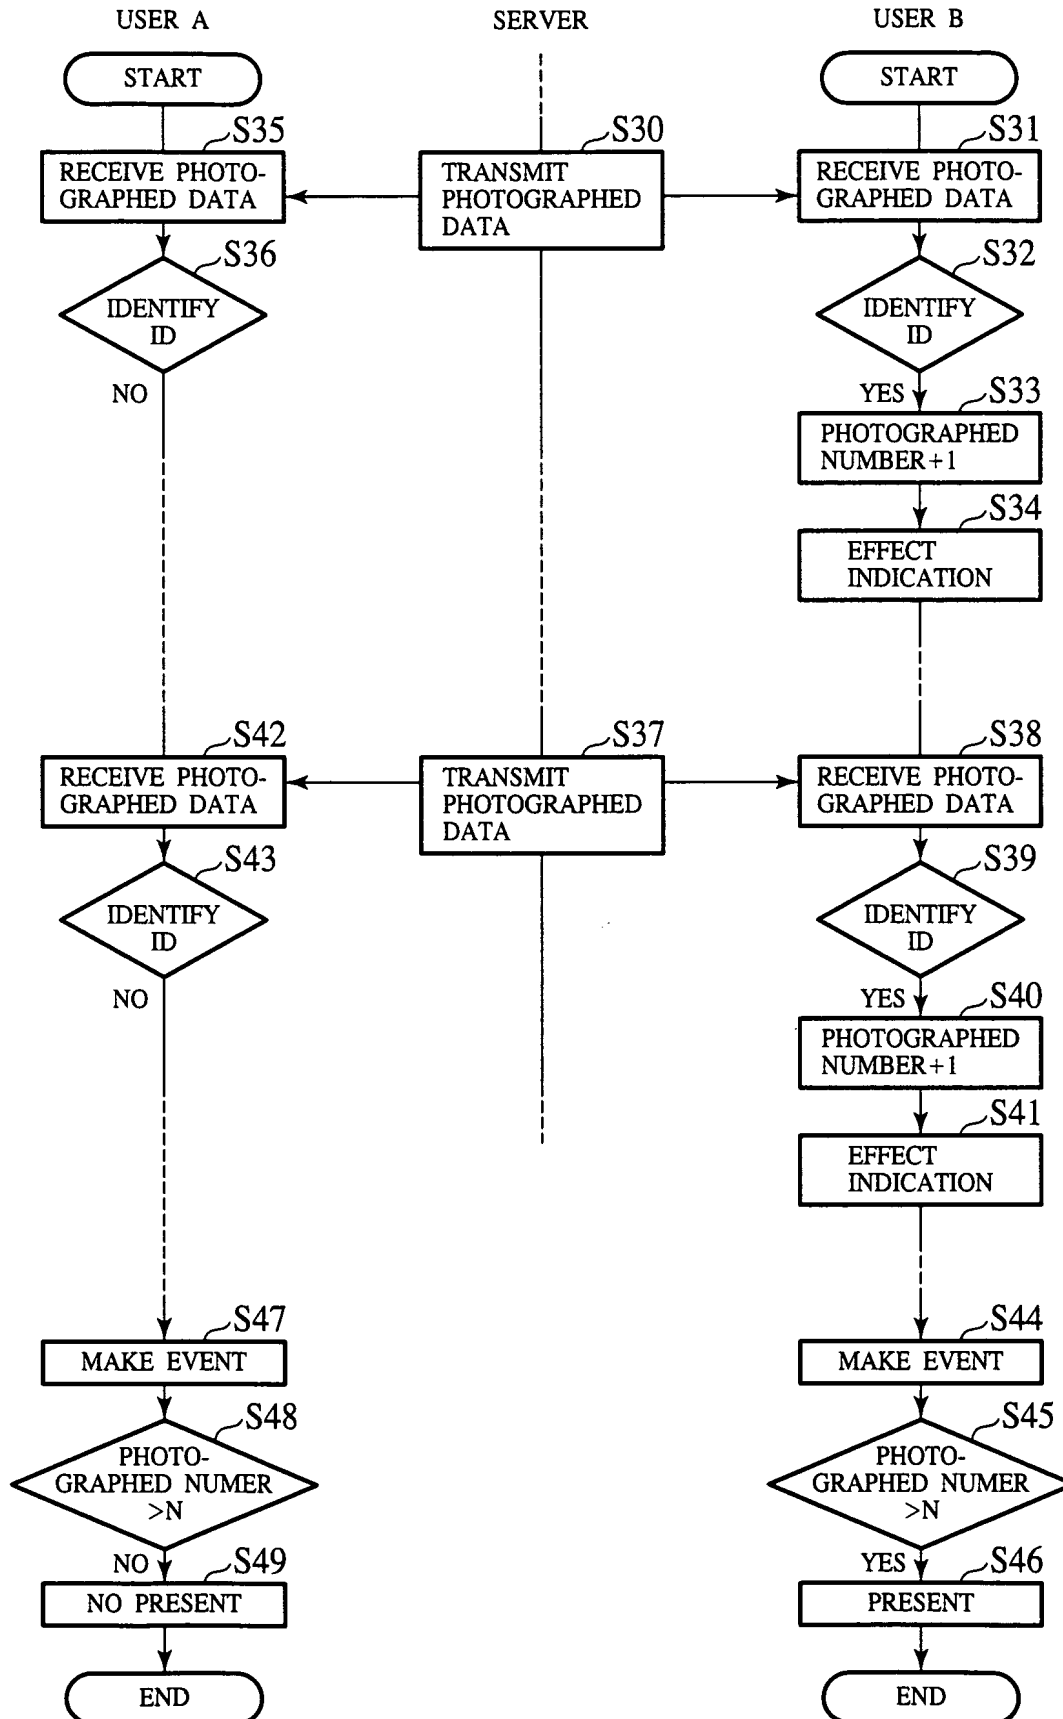 USER A
SERVER
USER B
START
START
S35
S30
S31
RECEIVE PHOTO-
GRAPHED DATA
TRANSMIT
PHOTOGRAPHED
DATA
RECEIVE PHOTO-
GRAPHED DATA
S36
S32
IDENTIFY
ID
IDENTIFY
ID
NO
YES
S33
PHOTOGRAPHED
NUMBER+1
S34
EFFECT
INDICATION
S42
S37
S38
RECEIVE PHOTO-
GRAPHED DATA
TRANSMIT
PHOTOGRAPHED
DATA
RECEIVE PHOTO-
GRAPHED DATA
S43
S39
IDENTIFY
ID
IDENTIFY
ID
NO
YES
S40
PHOTOGRAPHED
NUMBER+1
S41
EFFECT
INDICATION
S47
S44
MAKE EVENT
MAKE EVENT
S48
S45
PHOTO-
GRAPHED NUMER
>N
PHOTO-
GRAPHED NUMER
>N
NO
S49
YES
S46
NO PRESENT
PRESENT
END
END